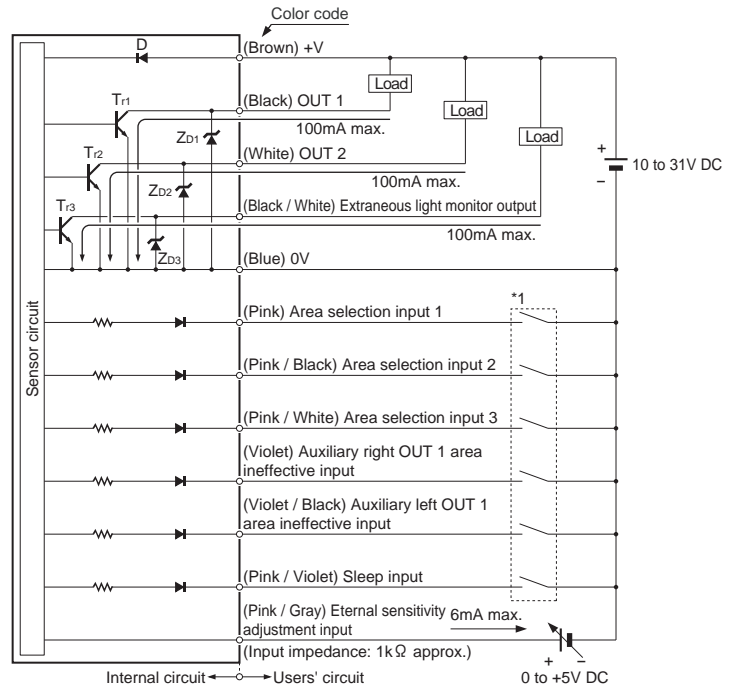 Color code
D
(Brown) +V
Load
Tr1
(Black) OUT 1
Load
ZD1
100mA max.
Load
Tr2
(White) OUT 2
+
10 to 31V DC
–
ZD2
100mA max.
Tr3
(Black / White) Extraneous light monitor output
100mA max.
ZD3
(Blue) 0V
*1
(Pink) Area selection input 1
Sensor circuit
(Pink / Black) Area selection input 2
(Pink / White) Area selection input 3
(Violet) Auxiliary right OUT 1 area
ineffective input
(Violet / Black) Auxiliary left OUT 1
area ineffective input
(Pink / Violet) Sleep input
(Pink / Gray) Eternal sensitivity
adjustment input
6mA max.
(Input impedance: 1kΩ approx.)
+ –
Internal circuit
Users' circuit
0 to +5V DC